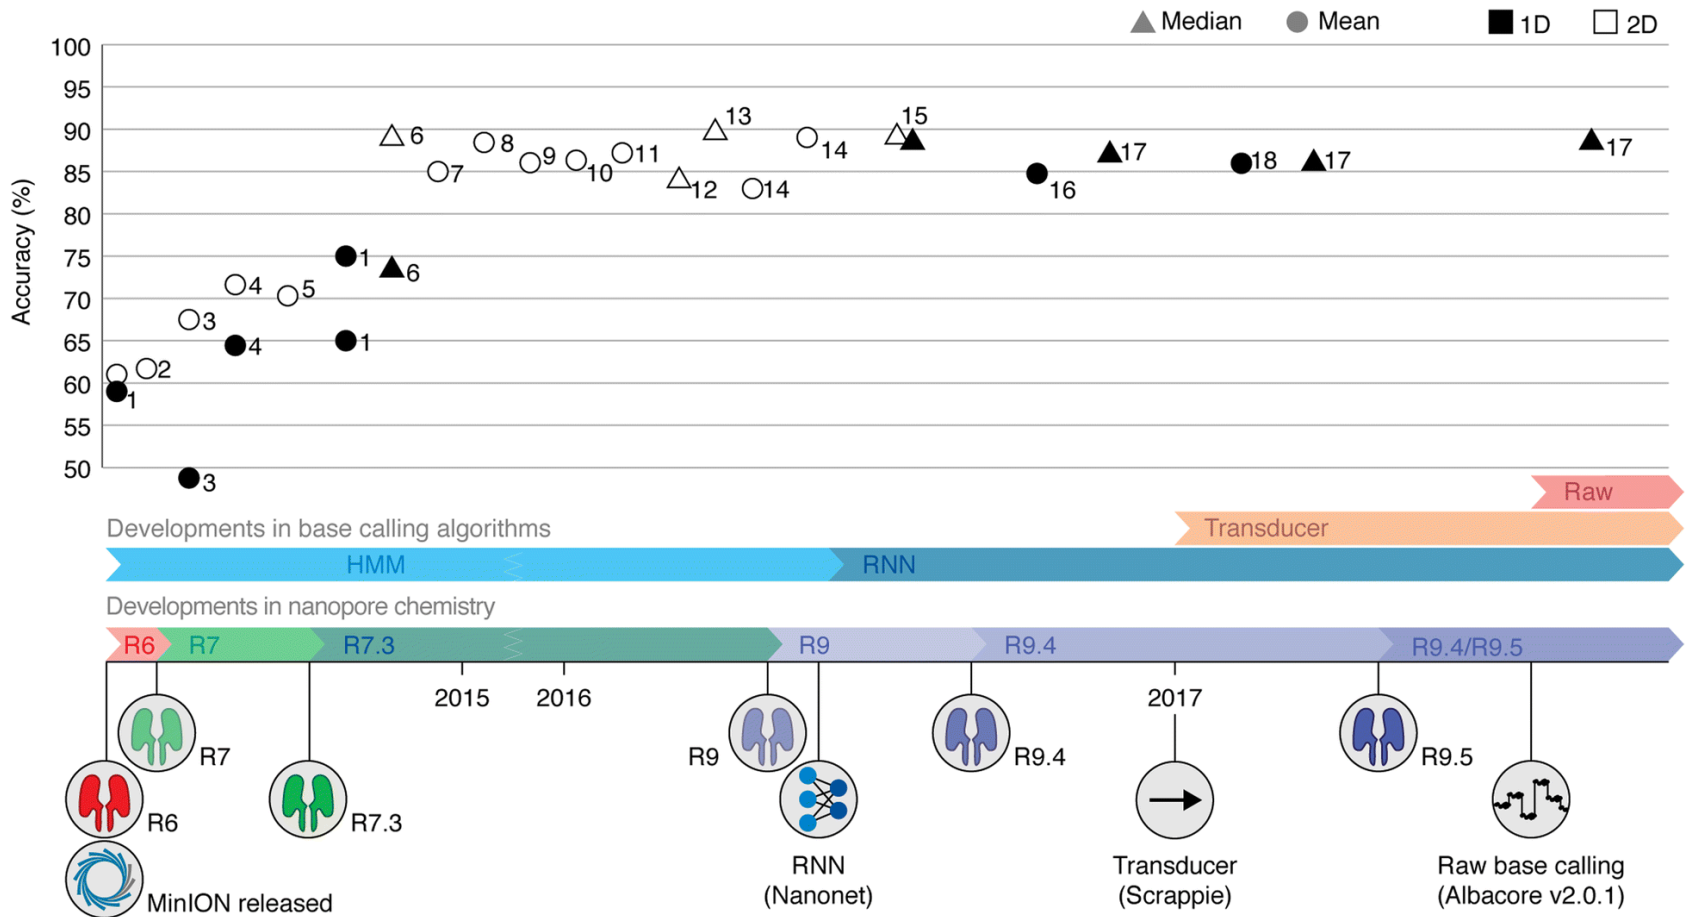 Median Mean 1D 2D
Accuracy (%)
100
95
90
85
80
75
70
65
60
55
50
1
2
3
3
4
4
5
1
1
6
6
7
8
9
10
11
12
13
14
14
15
16
17
18
17
17
Raw
Developments in base calling algorithms
Transducer
HMM RNN
Developments in nanopore chemistry
R6 R7 R7.3 R9 R9.4 R9.4/R9.5
2015 2016 2017
R7 R9 R9.4 R9.5
R6 R7.3
RNN
(Nanonet)
Transducer
(Scrappie)
Raw base calling
(Albacore v2.0.1)
MinION released